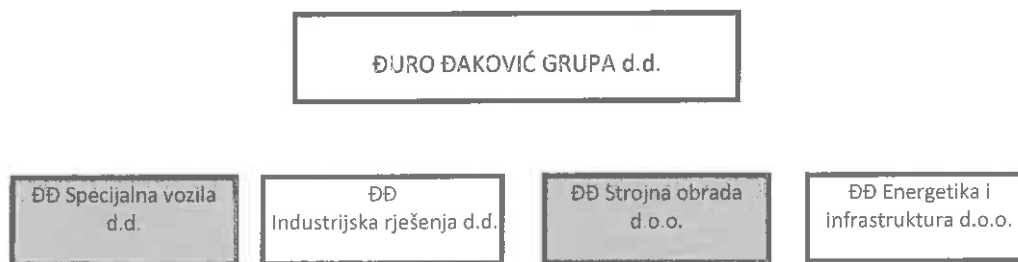 ĐURO ĐAKOVIĆ GRUPA d.d.
ĐĐ Specijalna vozila
d.d.
ĐĐ
Industrijska rješenja d.d.
ĐĐ Strojna obrada
d.o.o.
ĐĐ Energetika i
infrastruktura d.o.o.